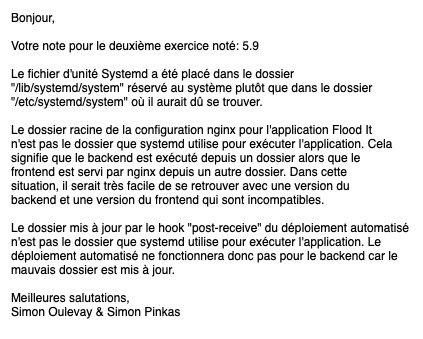 Bonjour,
Votre note pour le deuxième exercice noté: 5.9
Le fichier d'unité Systemd a été placé dans le dossier
"/lib/systemd/system" réservé au système plutôt que dans le dossier
"/etc/systemd/system" où il aurait dû se trouver.
Le dossier racine de la configuration nginx pour l'application Flood It
n'est pas le dossier que systemd utilise pour exécuter l'application. Cela
signifie que le backend est exécuté depuis un dossier alors que le
frontend est servi par nginx depuis un autre dossier. Dans cette
situation, il serait très facile de se retrouver avec une version du
backend et une version du frontend qui sont incompatibles.
Le dossier mis à jour par le hook "post-receive" du déploiement automatisé
n'est pas le dossier que systemd utilise pour exécuter l'application. Le
déploiement automatisé ne fonctionnera donc pas pour le backend car le
mauvais dossier est mis à jour.
Meilleures salutations,
Simon Oulevay & Simon Pinkas